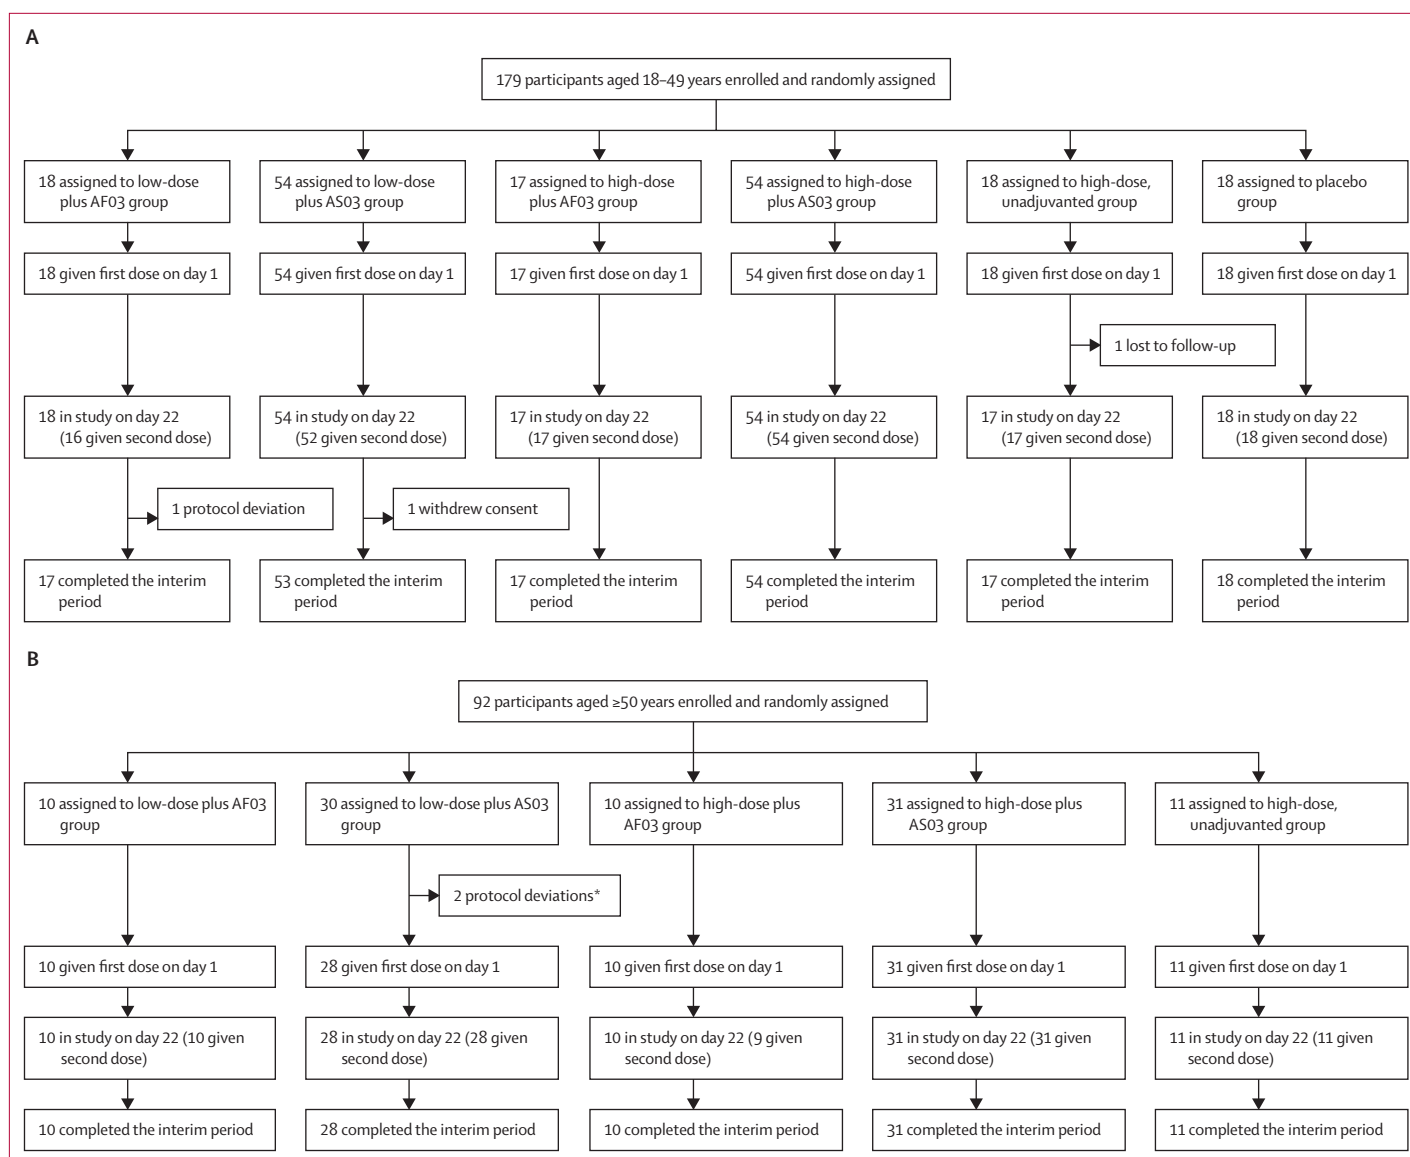 A
179 participants aged 18–49 years enrolled and randomly assigned
18 assigned to low-dose
plus AF03 group
54 assigned to low-dose
plus AS03 group
17 assigned to high-dose
plus AF03 group
54 assigned to high-dose
plus AS03 group
18 assigned to high-dose,
unadjuvanted group
18 assigned to placebo
group
18 given first dose on day 1
54 given first dose on day 1
17 given first dose on day 1
54 given first dose on day 1
18 given first dose on day 1
18 given first dose on day 1
1 lost to follow-up
18 in study on day 22
(16 given second dose)
54 in study on day 22
(52 given second dose)
17 in study on day 22
(17 given second dose)
54 in study on day 22
(54 given second dose)
17 in study on day 22
(17 given second dose)
18 in study on day 22
(18 given second dose)
1 protocol deviation
1 withdrew consent
17 completed the interim
period
53 completed the interim
period
17 completed the interim
period
54 completed the interim
period
17 completed the interim
period
18 completed the interim
period
B
92 participants aged ≥50 years enrolled and randomly assigned
10 assigned to low-dose plus AF03
group
30 assigned to low-dose plus AS03
group
10 assigned to high-dose plus
AF03 group
31 assigned to high-dose plus
AS03 group
11 assigned to high-dose,
unadjuvanted group
2 protocol deviations*
10 given first dose on day 1
28 given first dose on day 1
10 given first dose on day 1
31 given first dose on day 1
11 given first dose on day 1
10 in study on day 22 (10 given
second dose)
28 in study on day 22 (28 given
second dose)
10 in study on day 22 (9 given
second dose)
31 in study on day 22 (31 given
second dose)
11 in study on day 22 (11 given
second dose)
10 completed the interim period
28 completed the interim period
10 completed the interim period
31 completed the interim period
11 completed the interim period